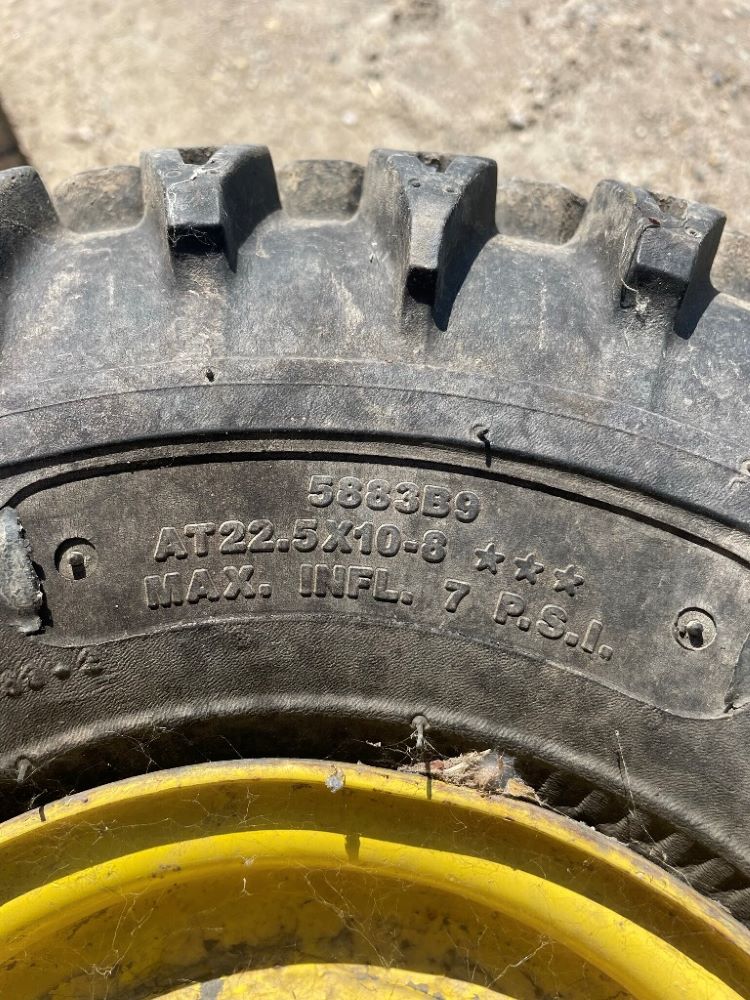 5883B9
AT22.5X10-8 ★★★
MAX. INFL. 7 P.S.I.